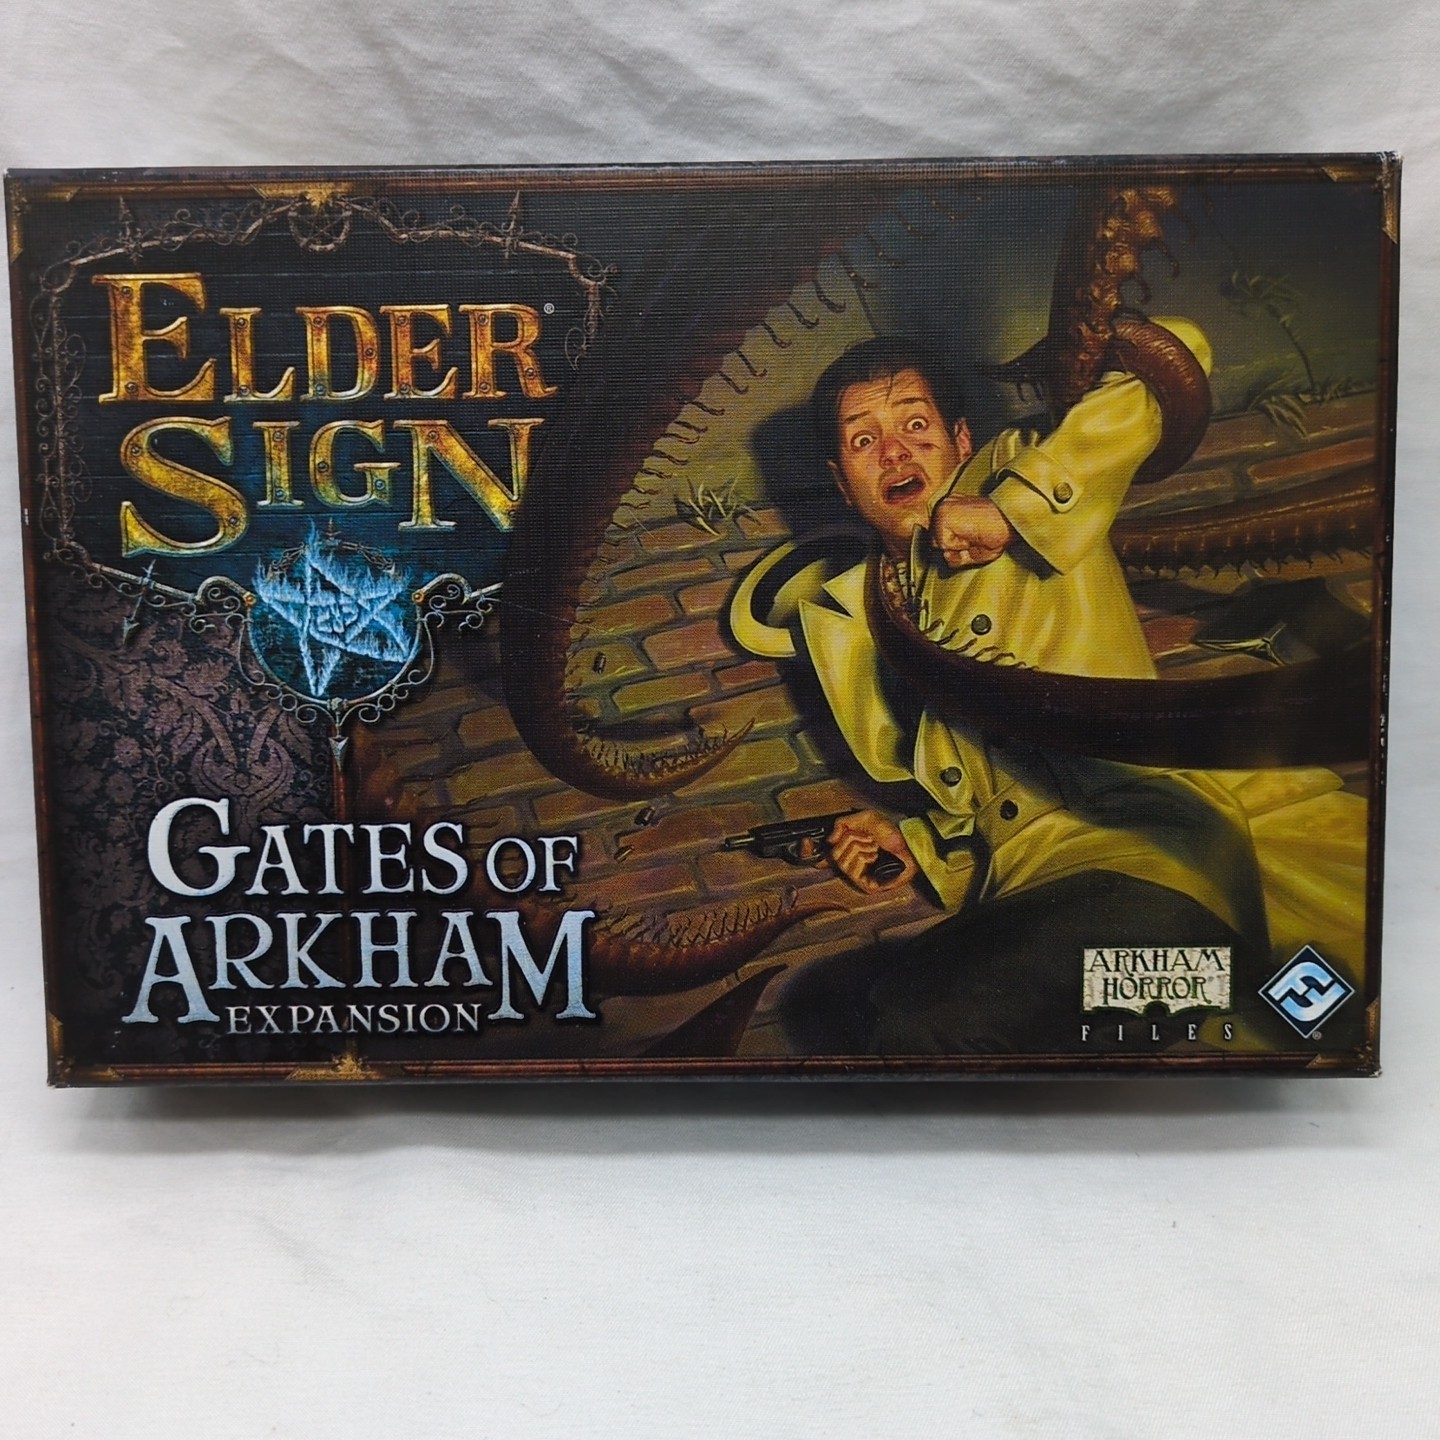 ELDER®
SIGN
GATES OF
ARKHAM
EXPANSION
ARKHAM
HORROR
FILES